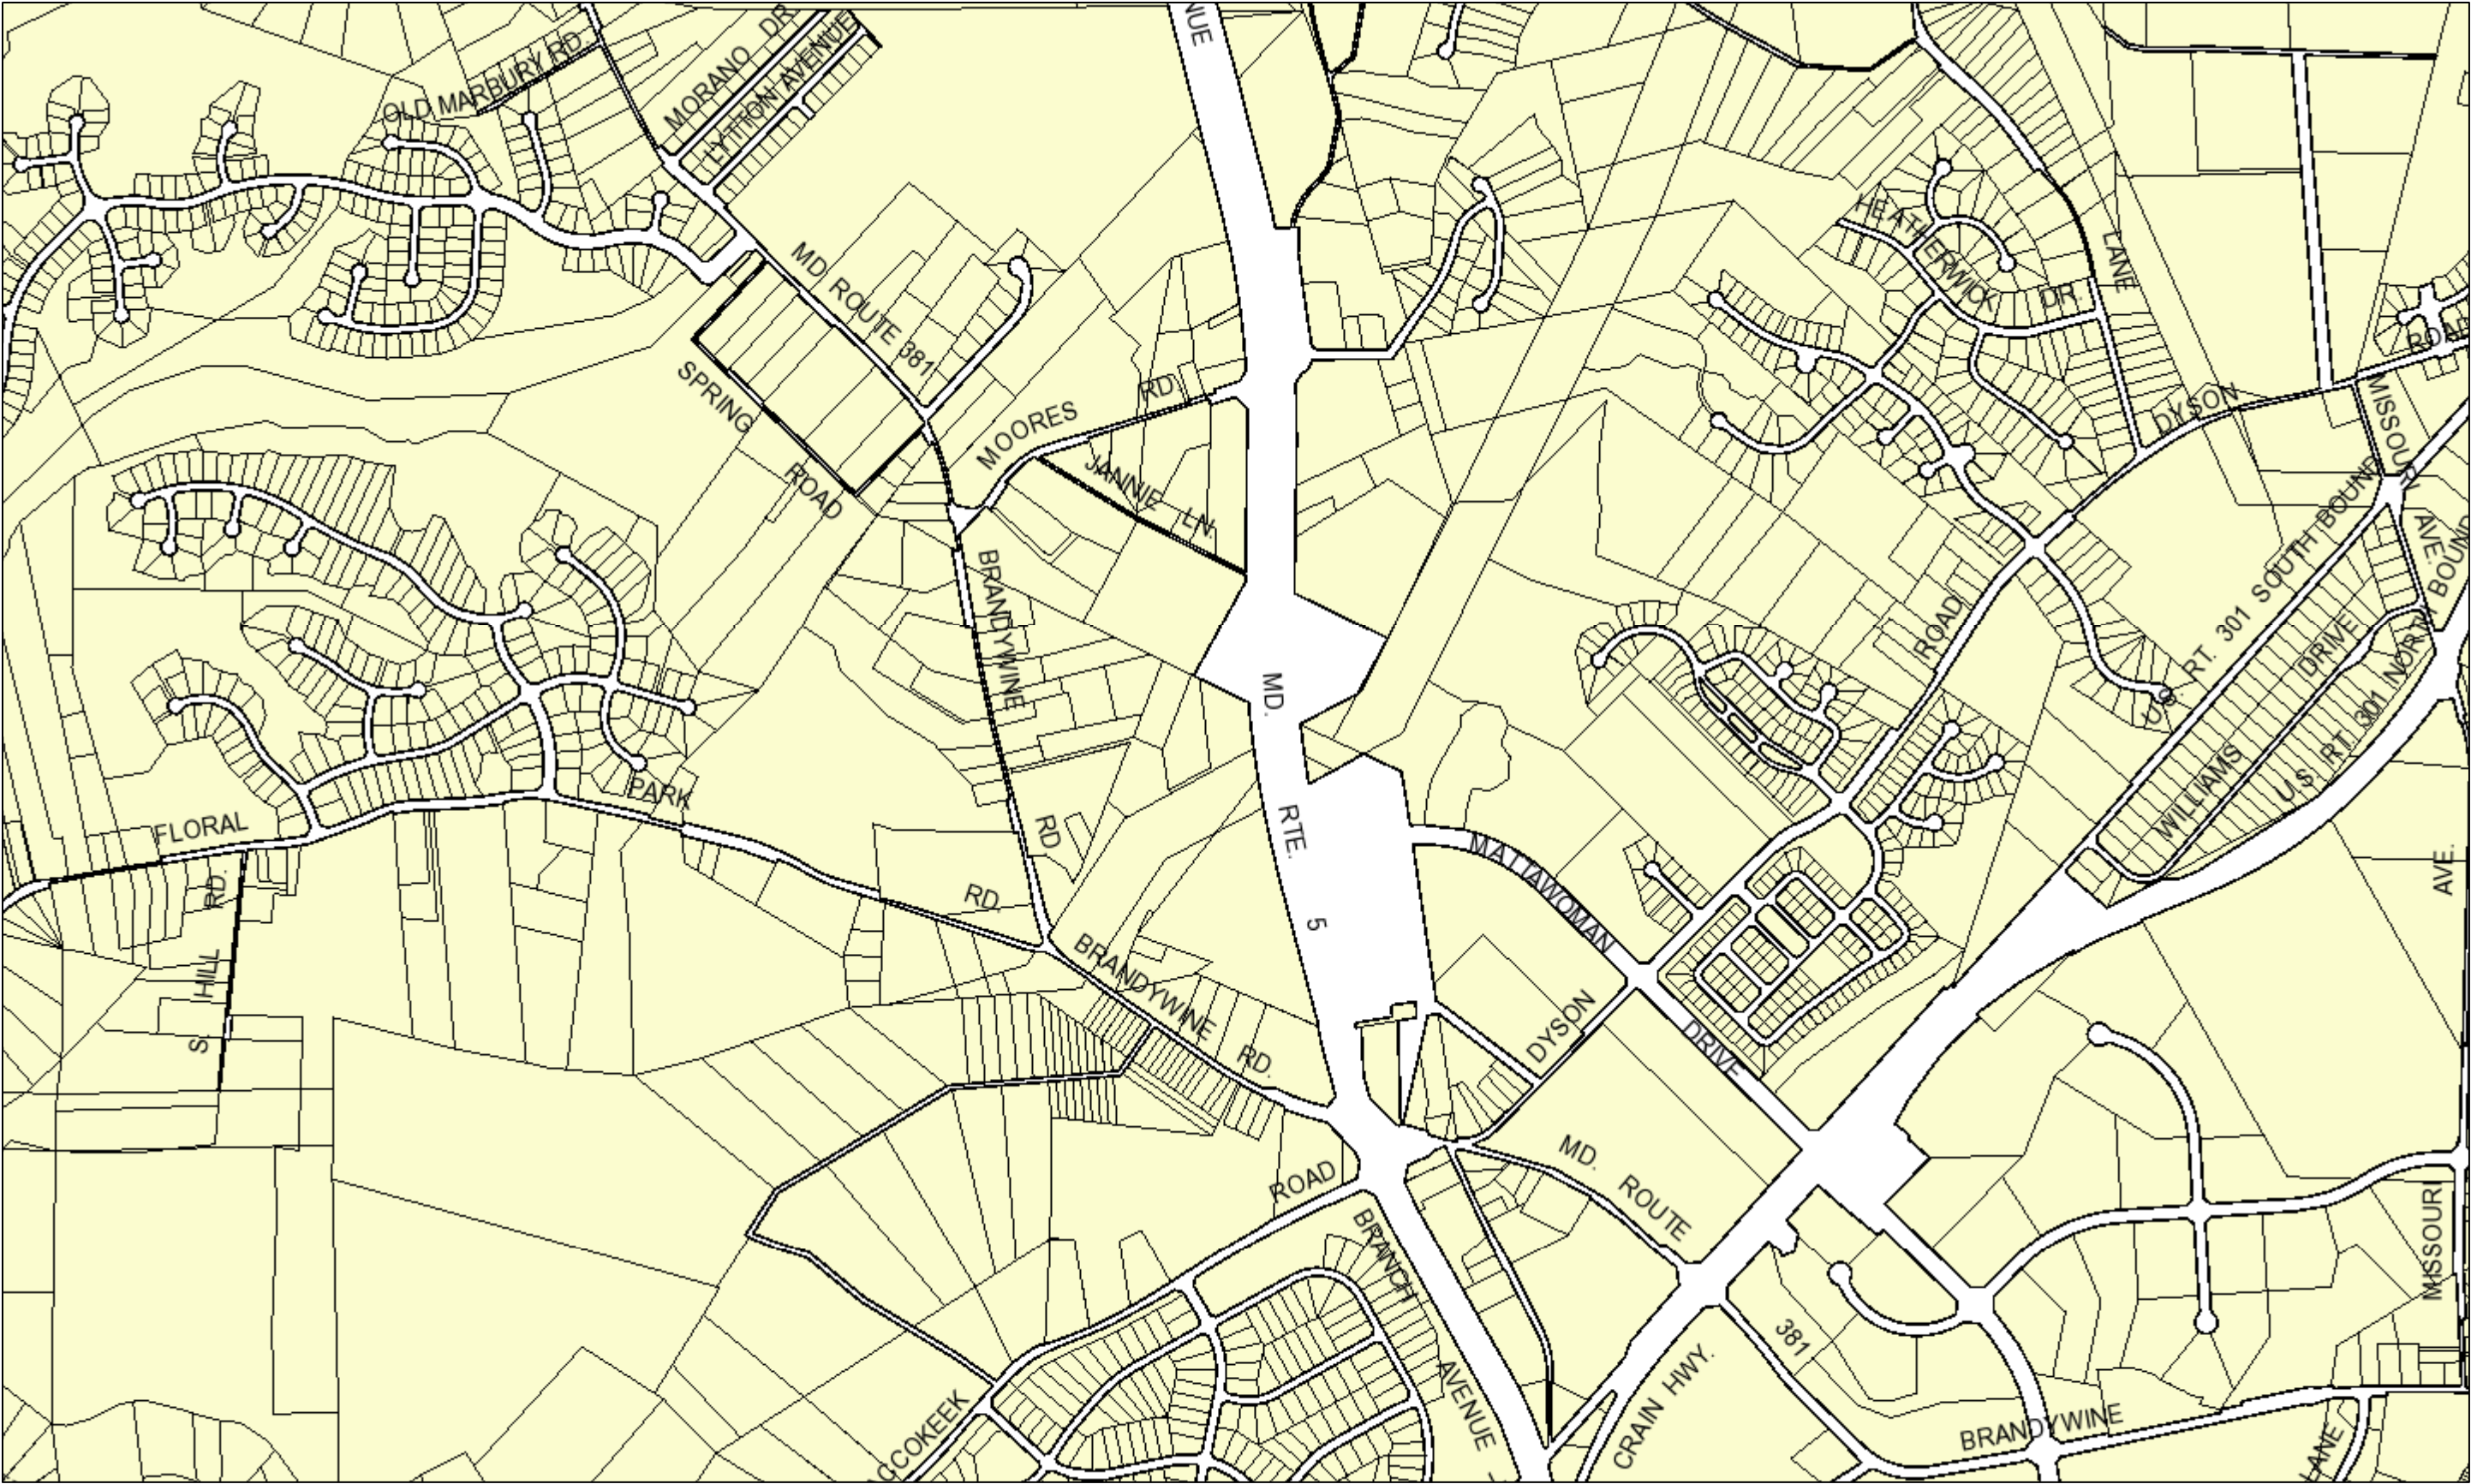 NUE
MORANO DR.
LYTTON AVENUE
OLD MARBURY RD.
HEATHERWICK DR.
LANE
MD. ROUTE 381
ROAD
SPRING ROAD
MOORES RD.
DYSON ROAD
MISSOURI AVE.
JANNIE LN.
U.S. RT. 301 SOUTH BOUND
BRANDYWINE RD.
WILLIAMS DRIVE
U.S. RT. 301 NORTH BOUND
MD. RTE. 5
FLORAL PARK RD.
MATTAWOMAN DRIVE
AVE.
S. HILL RD.
BRANDYWINE RD.
DYSON
MD. ROUTE 381
ROAD
BRANCH AVENUE
MISSOURI
CRAIN HWY.
CCOKEEK
BRANDYWINE
LANE